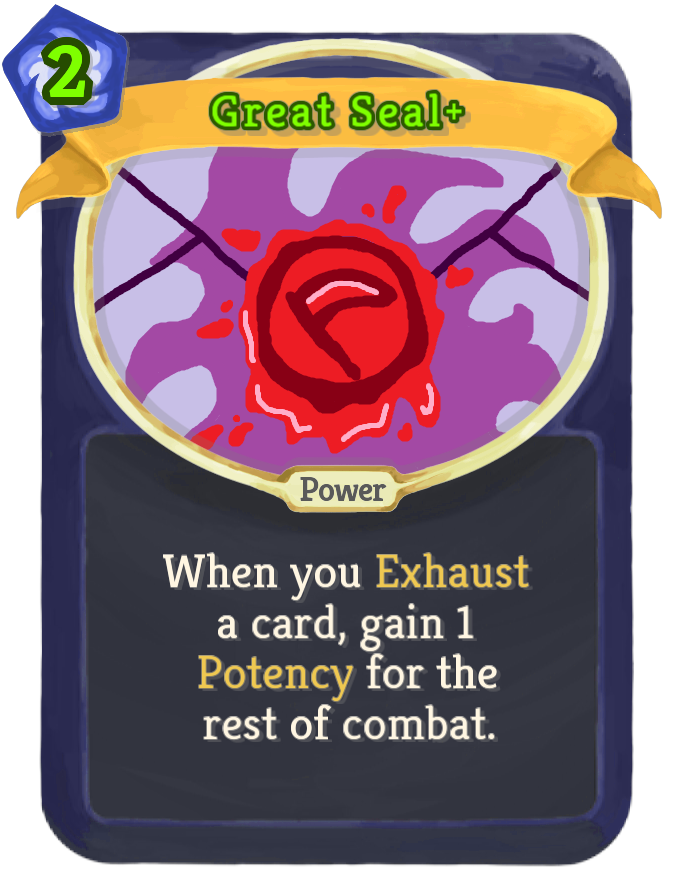 2
Great Seal+
Power
When you Exhaust
a card, gain 1
Potency for the
rest of combat.